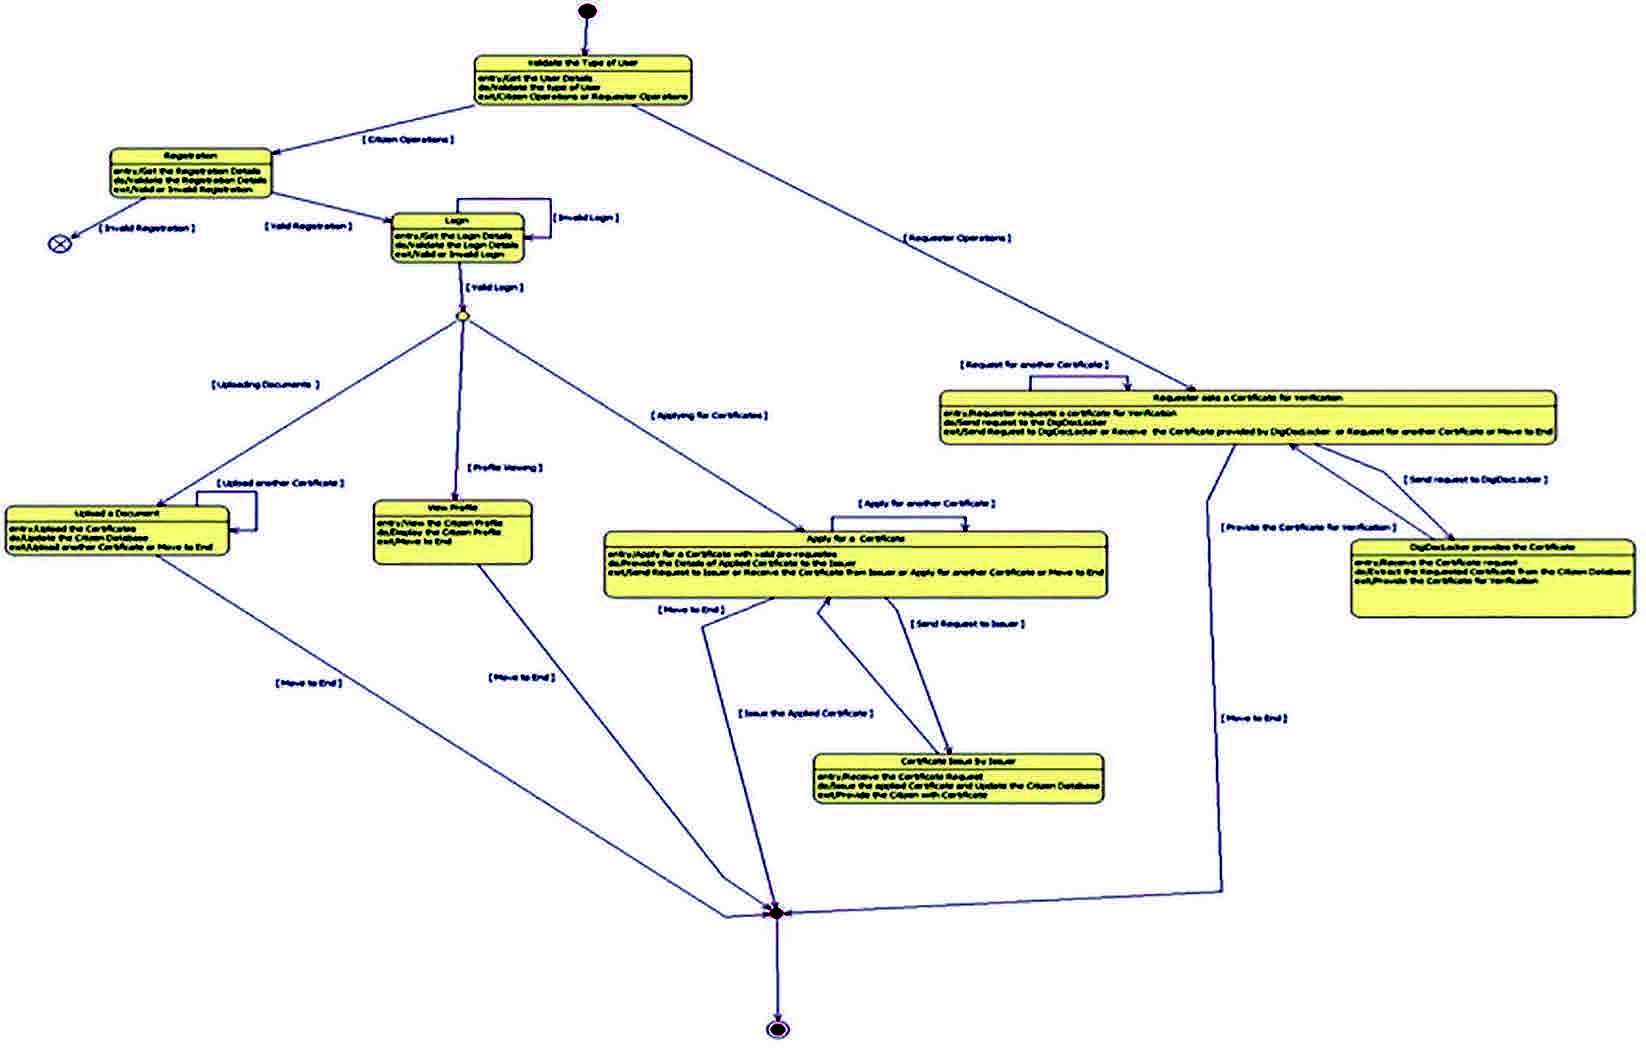 Validate the Type of User
entry/Get the User Details
do/Validate the type of User
exit/Citizen Operations or Requester Operations
[ Citizen Operations ]
Registration
entry/Get the Registration Details
do/Validate the Registration Details
exit/Valid or Invalid Registration
[ Invalid Registration ]
[ Valid Registration ]
Login
entry/Get the Login Details
do/Validate the Login Details
exit/Valid or Invalid Login
[ Invalid Login ]
[ Requester Operations ]
[ Valid Login ]
[ Uploading Documents ]
[ Profile Viewing ]
[ Applying for Certificates ]
[ Request for another Certificate ]
Requester asks a Certificate for Verification
entry/Requester requests a certificate for Verification
do/Send request to the DigDocLocker
exit/Send Request to DigDocLocker or Receive the Certificate provided by DigDocLocker or Request for another Certificate or Move to End
[ Upload another Certificate ]
Upload a Document
entry/Upload the Certificates
do/Update the Citizen Database
exit/Upload another Certificate or Move to End
View Profile
entry/View the Citizen Profile
do/Display the Citizen Profile
exit/Move to End
[ Apply for another Certificate ]
Apply for a Certificate
entry/Apply for a Certificate with valid pre-requsites
do/Provide the Details of Applied Certificate to the Issuer
exit/Send Request to Issuer or Receive the Certificate from Issuer or Apply for another Certificate or Move to End
[ Send request to DigDocLocker ]
[ Provide the Certificate for Verification ]
DigDocLocker provides the Certificate
entry/Receive the Certificate request
do/Extract the Requested Certificate from the Citizen Database
exit/Provide the Certificate for Verification
[ Move to End ]
[ Send Request to Issuer ]
[ Move to End ]
[ Move to End ]
[ Issue the Applied Certificate ]
[ Move to End ]
Certificate Issue by Issuer
entry/Receive the Certificate Request
do/Issue the applied Certificate and Update the Citizen Database
exit/Provide the Citizen with Certificate